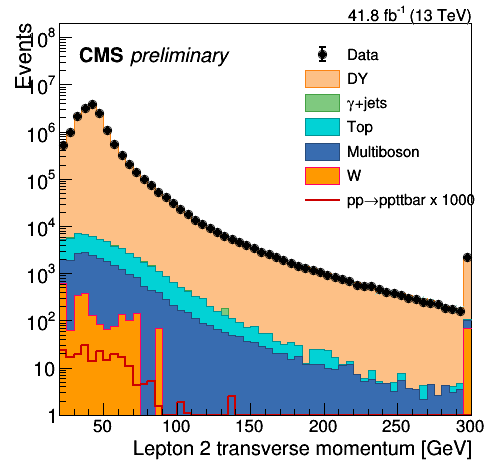 41.8 fb⁻¹ (13 TeV)
Events
CMS preliminary
Data
DY
γ+jets
Top
Multiboson
W
pp→ppttbar x 1000
10⁸
10⁷
10⁶
10⁵
10⁴
10³
10²
10
1
50 100 150 200 250 300
Lepton 2 transverse momentum [GeV]